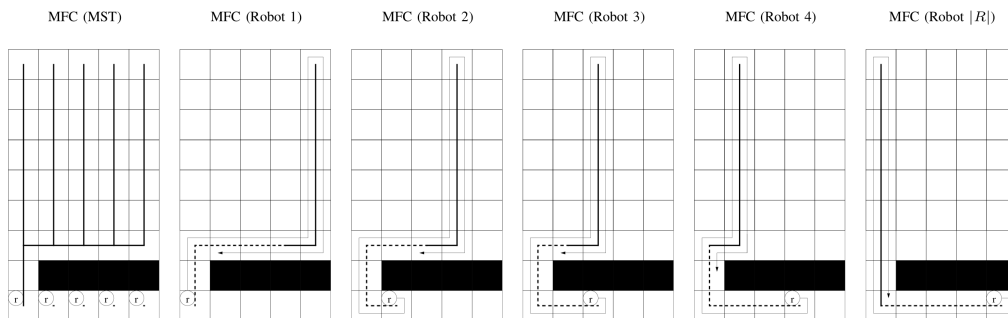 MFC (MST)
MFC (Robot 1)
MFC (Robot 2)
MFC (Robot 3)
MFC (Robot 4)
MFC (Robot |R|)
r
r
r
r
r
r
r
r
r
r